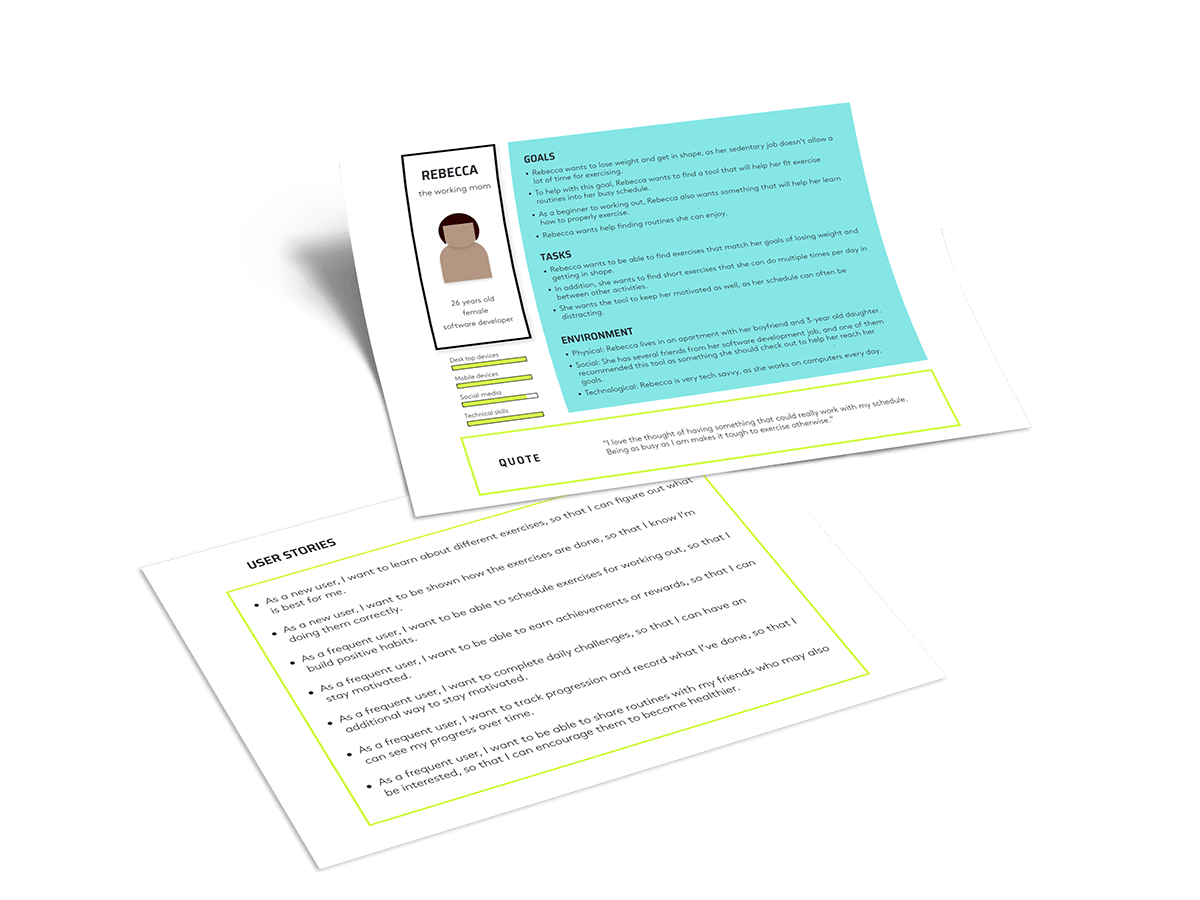 REBECCA
the working mom
26 years old
female
software developer
Desk top devices
Mobile devices
Social media
Technical skills
GOALS
• Rebecca wants to lose weight and get in shape, as her sedentary job doesn't allow a
lot of time for exercising.
• To help with this goal, Rebecca wants to find a tool that will help her fit exercise
routines into her busy schedule.
• As a beginner to working out, Rebecca also wants something that will help her learn
how to properly exercise.
• Rebecca wants help finding routines she can enjoy.
TASKS
• Rebecca wants to be able to find exercises that match her goals of losing weight and
getting in shape.
• In addition, she wants to find short exercises that she can do multiple times per day in
between other activities.
• She wants the tool to keep her motivated as well, as her schedule can often be
distracting.
ENVIRONMENT
• Physical: Rebecca lives in an apartment with her boyfriend and 3-year old daughter.
• Social: She has several friends from her software development job, and one of them
recommended this tool as something she should check out to help her reach her
goals.
• Technological: Rebecca is very tech savvy, as she works on computers every day.
QUOTE
"I love the thought of having something that could really work with my schedule.
Being as busy as I am makes it tough to exercise otherwise."
USER STORIES
• As a new user, I want to learn about different exercises, so that I can figure out what
is best for me.
• As a new user, I want to be shown how the exercises are done, so that I know I'm
doing them correctly.
• As a frequent user, I want to be able to schedule exercises for working out, so that I
build positive habits.
• As a frequent user, I want to be able to earn achievements or rewards, so that I can
stay motivated.
• As a frequent user, I want to complete daily challenges, so that I can have an
additional way to stay motivated.
• As a frequent user, I want to track progression and record what I've done, so that I
can see my progress over time.
• As a frequent user, I want to be able to share routines with my friends who may also
be interested, so that I can encourage them to become healthier.